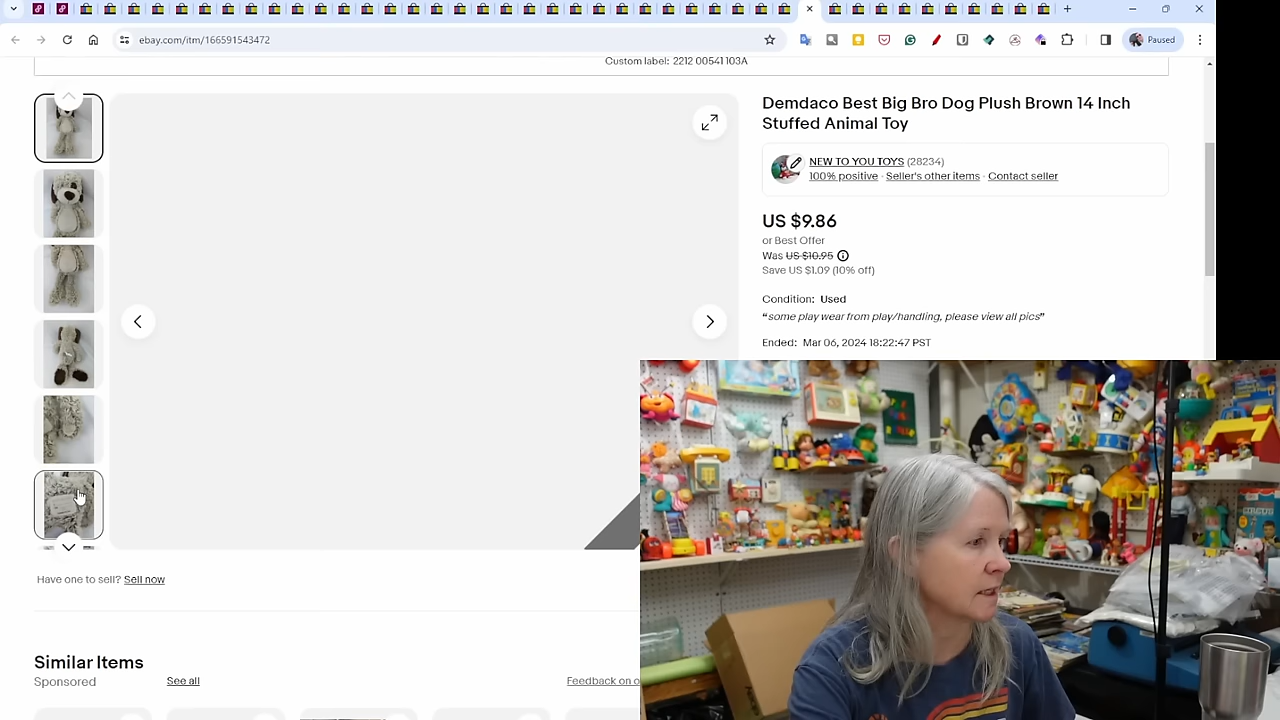 ebay.com/itm/166591543472
Paused
Custom label: 2212 00541 103A
Demdaco Best Big Bro Dog Plush Brown 14 Inch
Stuffed Animal Toy
NEW TO YOU TOYS (28234)
100% positive · Seller's other items · Contact seller
US $9.86
or Best Offer
Was US $10.95
Save US $1.09 (10% off)
Condition: Used
“some play wear from play/handling, please view all pics”
Ended: Mar 06, 2024 18:22:47 PST
Have one to sell? Sell now
Similar Items
Sponsored
See all
Feedback on o
CIRCUS